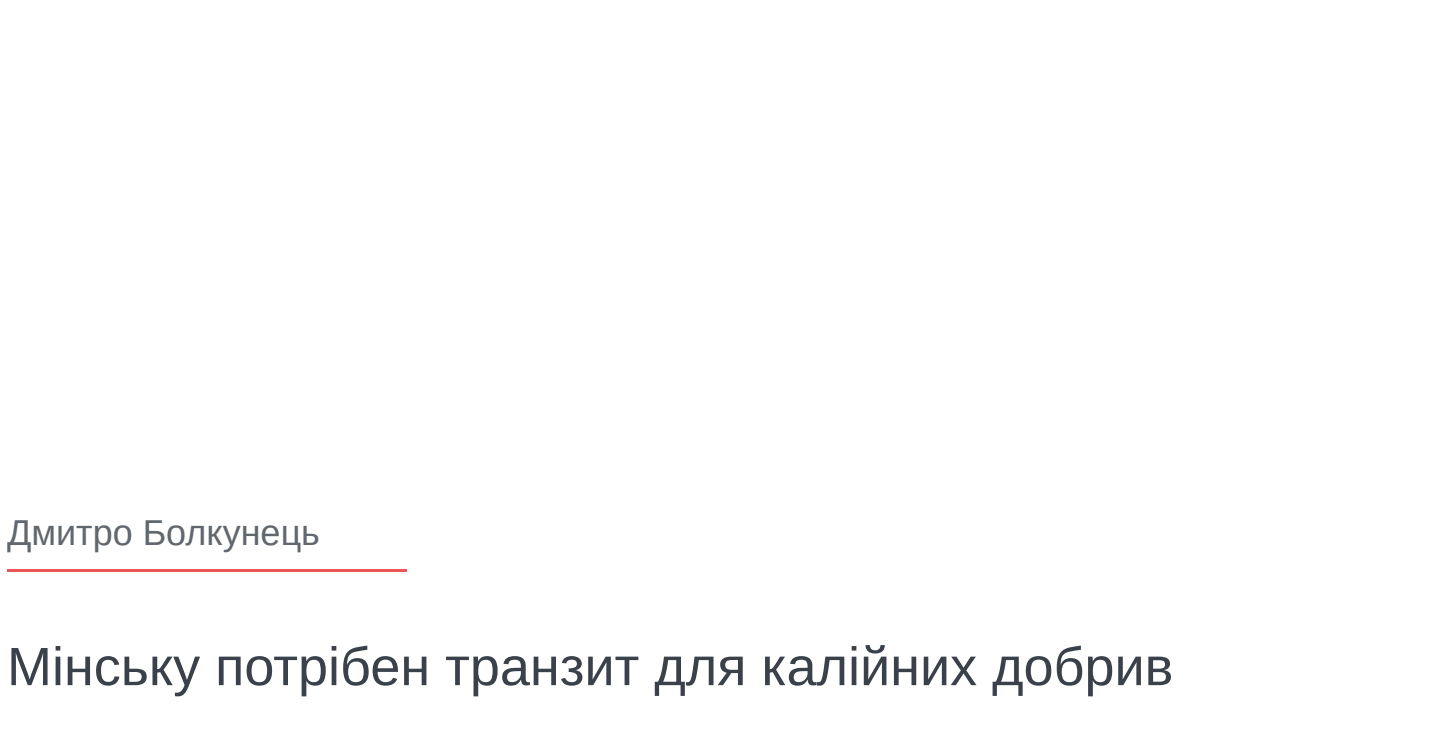 Дмитро Болкунець
Мінську потрібен транзит для калійних добрив